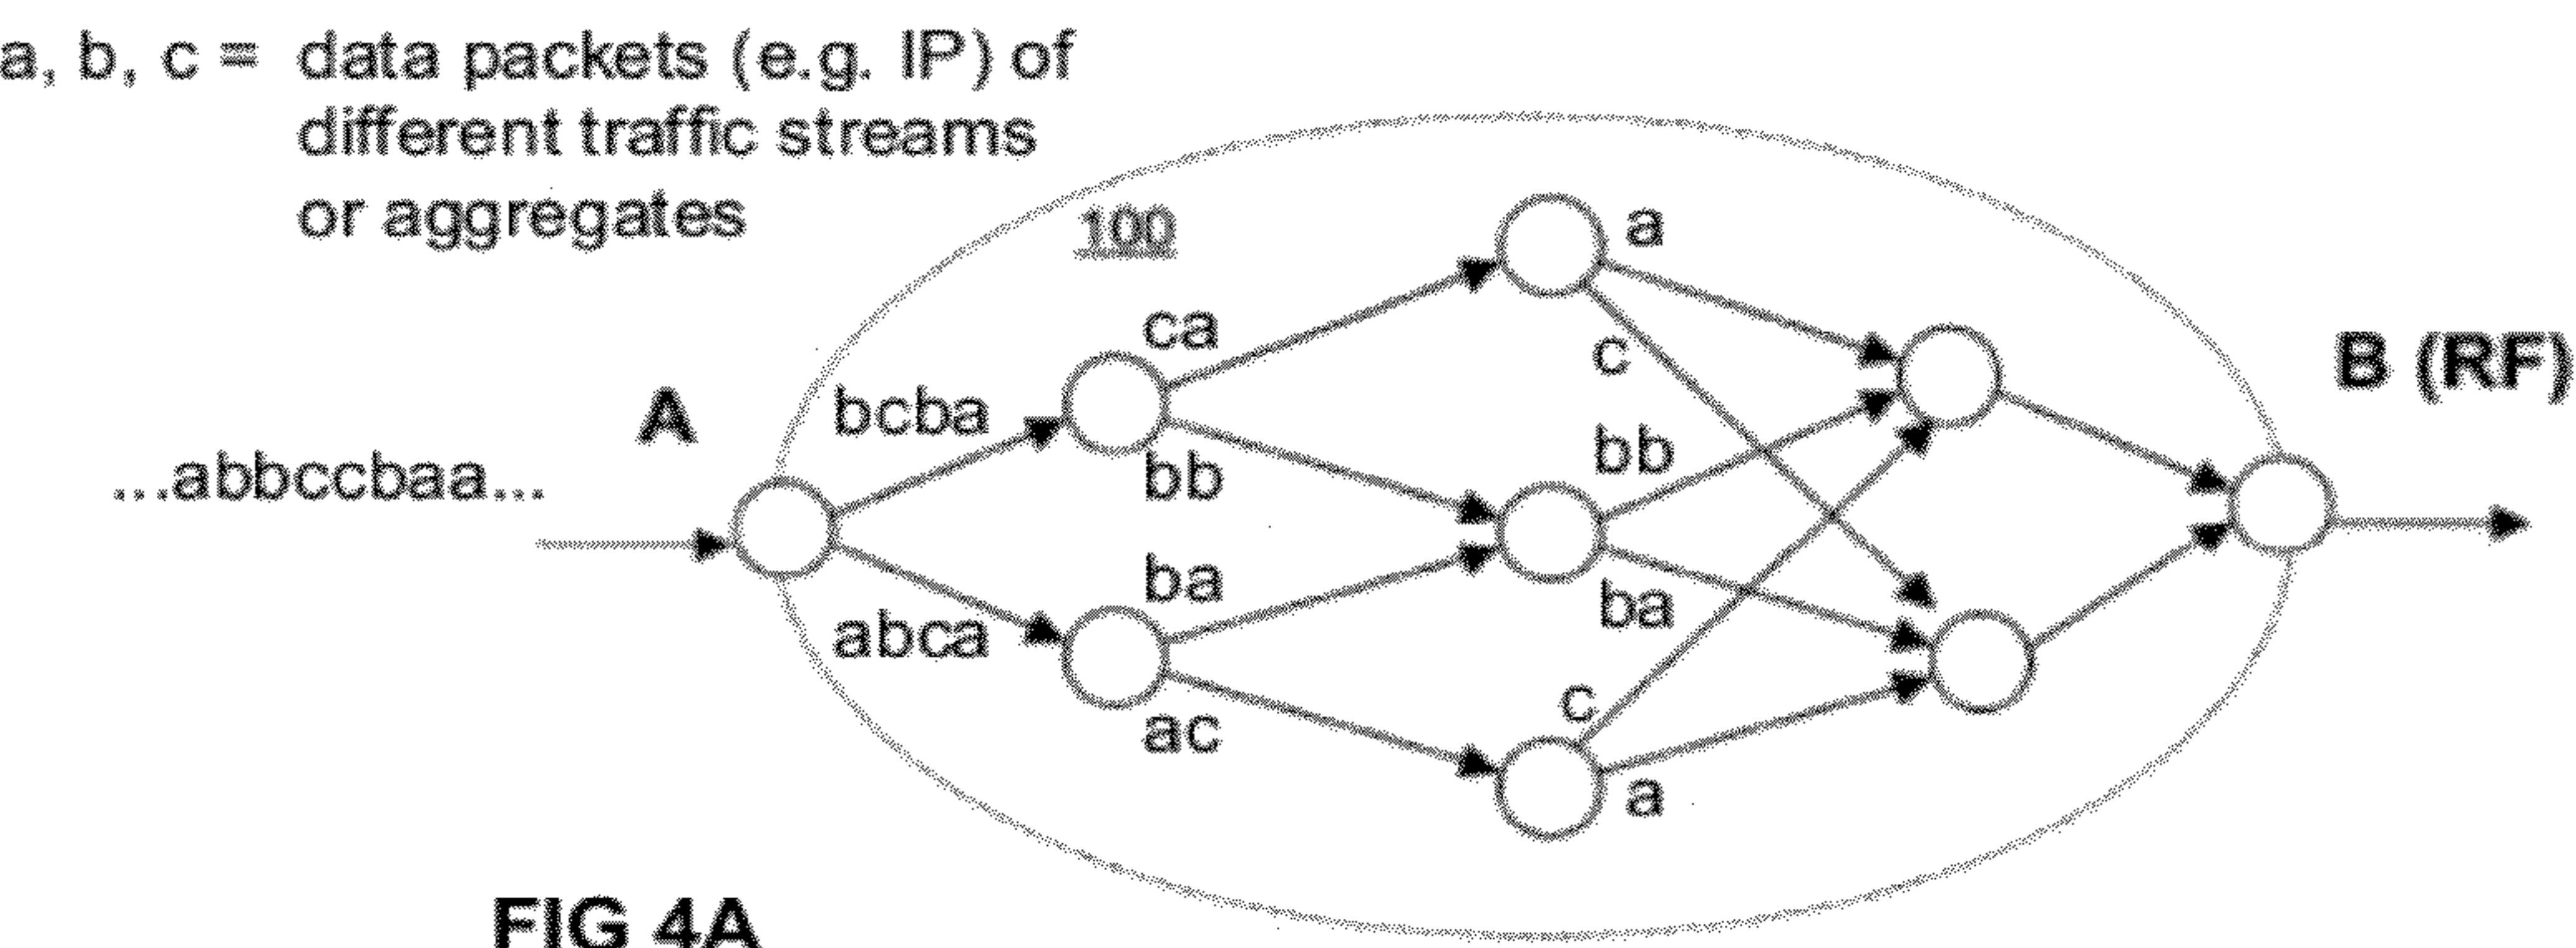 a, b, c = data packets (e.g. IP) of
different traffic streams
or aggregates
100
a
ca
c
B (RF)
A
bcba
bb
bb
...abbccbaa...
ba
ba
abca
ac
c
a
FIG 4A